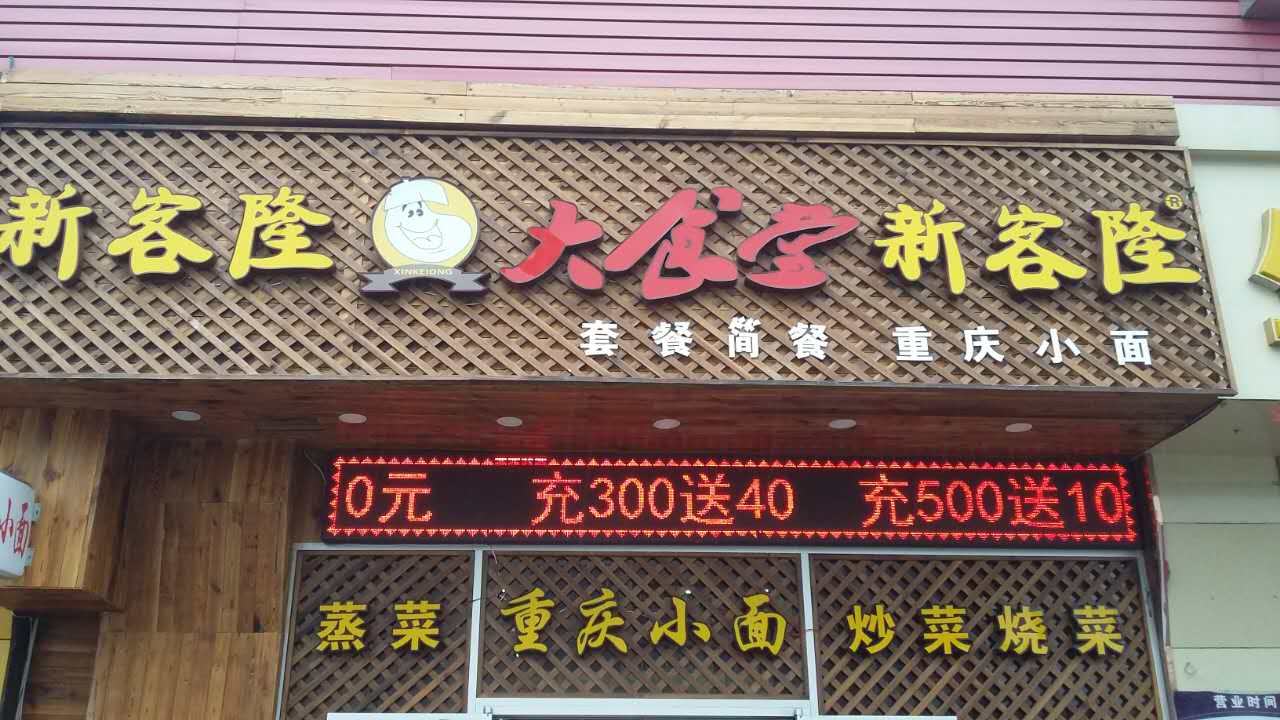 新客隆 XINKELONG 大食堂 新客隆®
套餐简餐 重庆小面
0元 充300送40 充500送10
小面
蒸菜 重庆小面 炒菜烧菜
营业时间